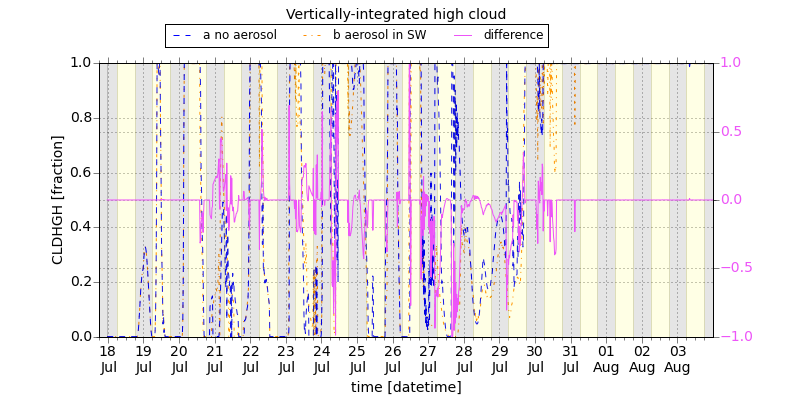 Vertically-integrated high cloud
a no aerosol b aerosol in SW difference
1.0 1.0
0.8 0.5
0.6 0.0
0.4 −0.5
0.2 −1.0
0.0
CLDHGH [fraction]
18 19 20 21 22 23 24 25 26 27 28 29 30 31 01 02 03
Jul Jul Jul Jul Jul Jul Jul Jul Jul Jul Jul Jul Jul Jul Aug Aug Aug
time [datetime]